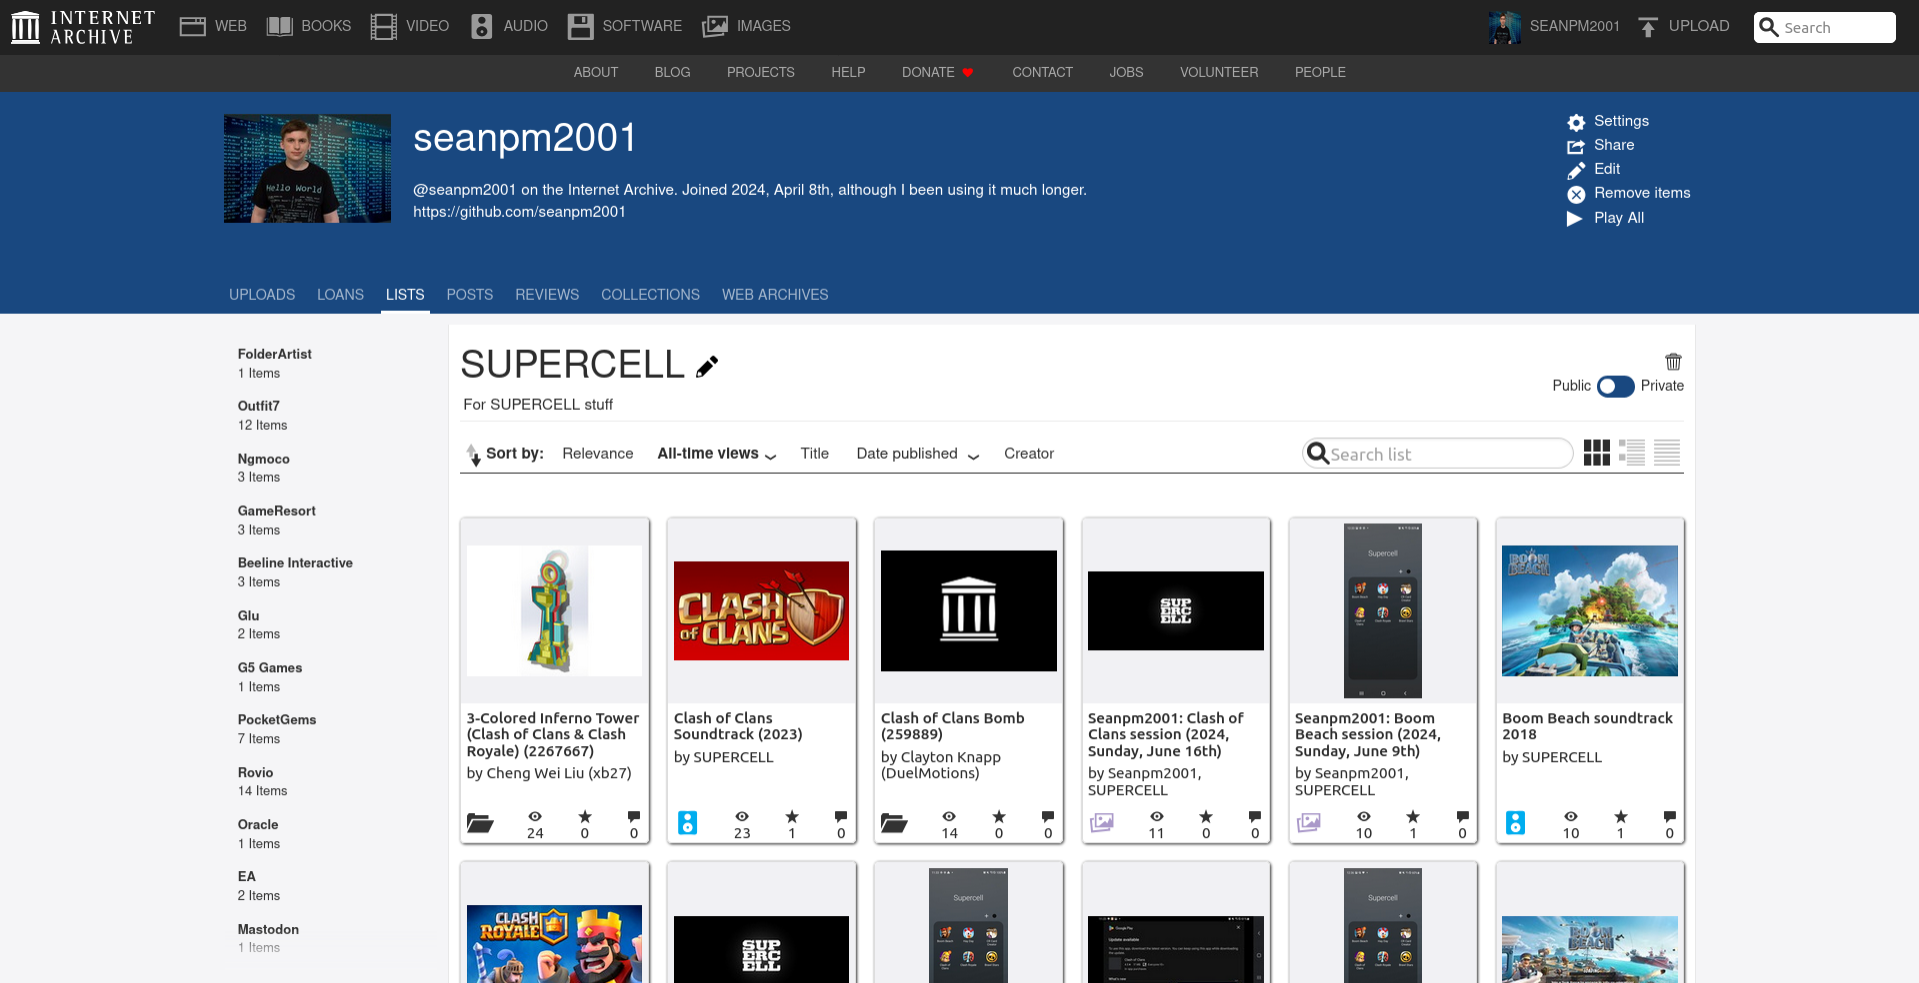 INTERNET ARCHIVE
WEB
BOOKS
VIDEO
AUDIO
SOFTWARE
IMAGES
SEANPM2001
UPLOAD
Search
ABOUT
BLOG
PROJECTS
HELP
DONATE
CONTACT
JOBS
VOLUNTEER
PEOPLE
Hello World
seanpm2001
@seanpm2001 on the Internet Archive. Joined 2024, April 8th, although I been using it much longer.
https://github.com/seanpm2001
Settings
Share
Edit
Remove items
Play All
UPLOADS
LOANS
LISTS
POSTS
REVIEWS
COLLECTIONS
WEB ARCHIVES
FolderArtist
1 Items
Outfit7
12 Items
Ngmoco
3 Items
GameResort
3 Items
Beeline Interactive
3 Items
Glu
2 Items
G5 Games
1 Items
PocketGems
7 Items
Rovio
14 Items
Oracle
1 Items
EA
2 Items
Mastodon
1 Items
SUPERCELL
For SUPERCELL stuff
Public
Private
Sort by:
Relevance
All-time views
Title
Date published
Creator
Search list
3-Colored Inferno Tower
(Clash of Clans & Clash
Royale) (2267667)
by Cheng Wei Liu (xb27)
24
0
0
CLASH
OF CLANS
Clash of Clans
Soundtrack (2023)
by SUPERCELL
23
1
0
Clash of Clans Bomb
(259889)
by Clayton Knapp
(DuelMotions)
14
0
0
SUP
ERC
ELL
Seanpm2001: Clash of
Clans session (2024,
Sunday, June 16th)
by Seanpm2001,
SUPERCELL
11
0
0
Supercell
Seanpm2001: Boom
Beach session (2024,
Sunday, June 9th)
by Seanpm2001,
SUPERCELL
10
1
0
BOOM
BEACH
Boom Beach soundtrack
2018
by SUPERCELL
10
1
0
CLASH
ROYALE
SUP
ERC
ELL
Supercell
Google Play
Update available
Supercell
BOOM
BEACH